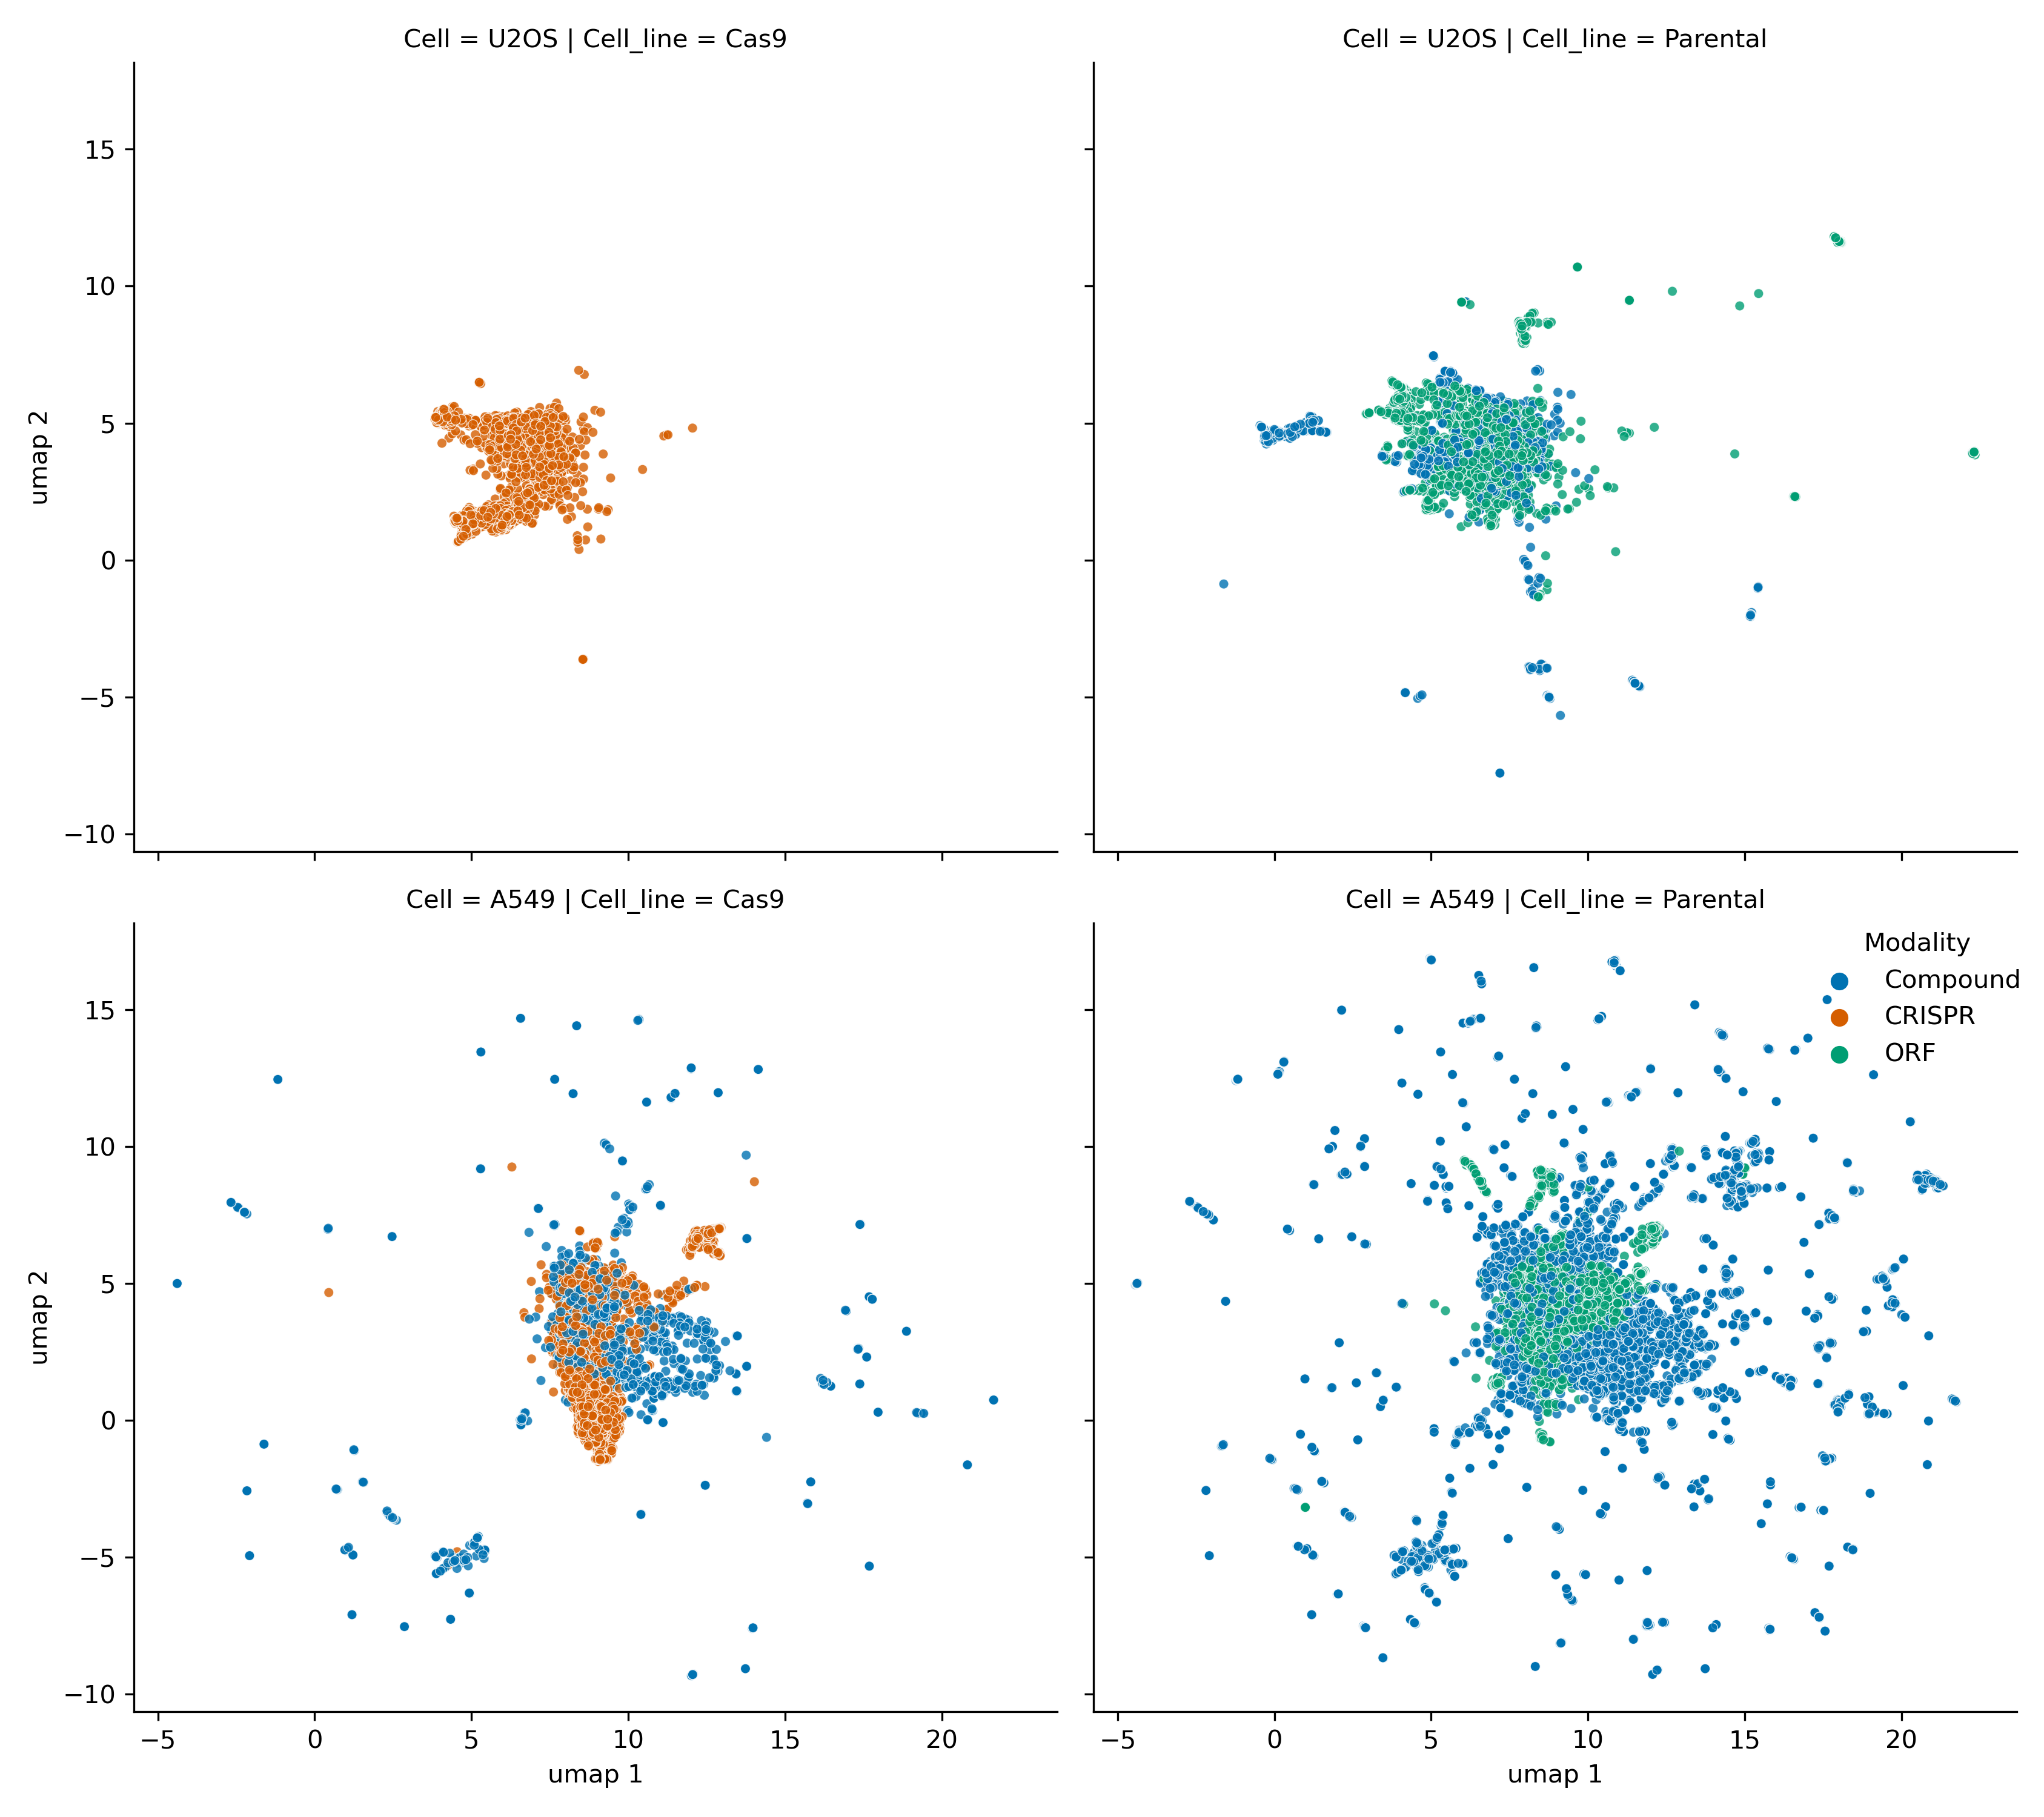 Cell = U2OS | Cell_line = Cas9
Cell = U2OS | Cell_line = Parental
15
10
5
0
−5
−10
umap 2
Cell = A549 | Cell_line = Cas9
Cell = A549 | Cell_line = Parental
Modality
Compound
CRISPR
ORF
15
10
5
0
−5
−10
umap 2
−5 0 5 10 15 20
−5 0 5 10 15 20
umap 1
umap 1